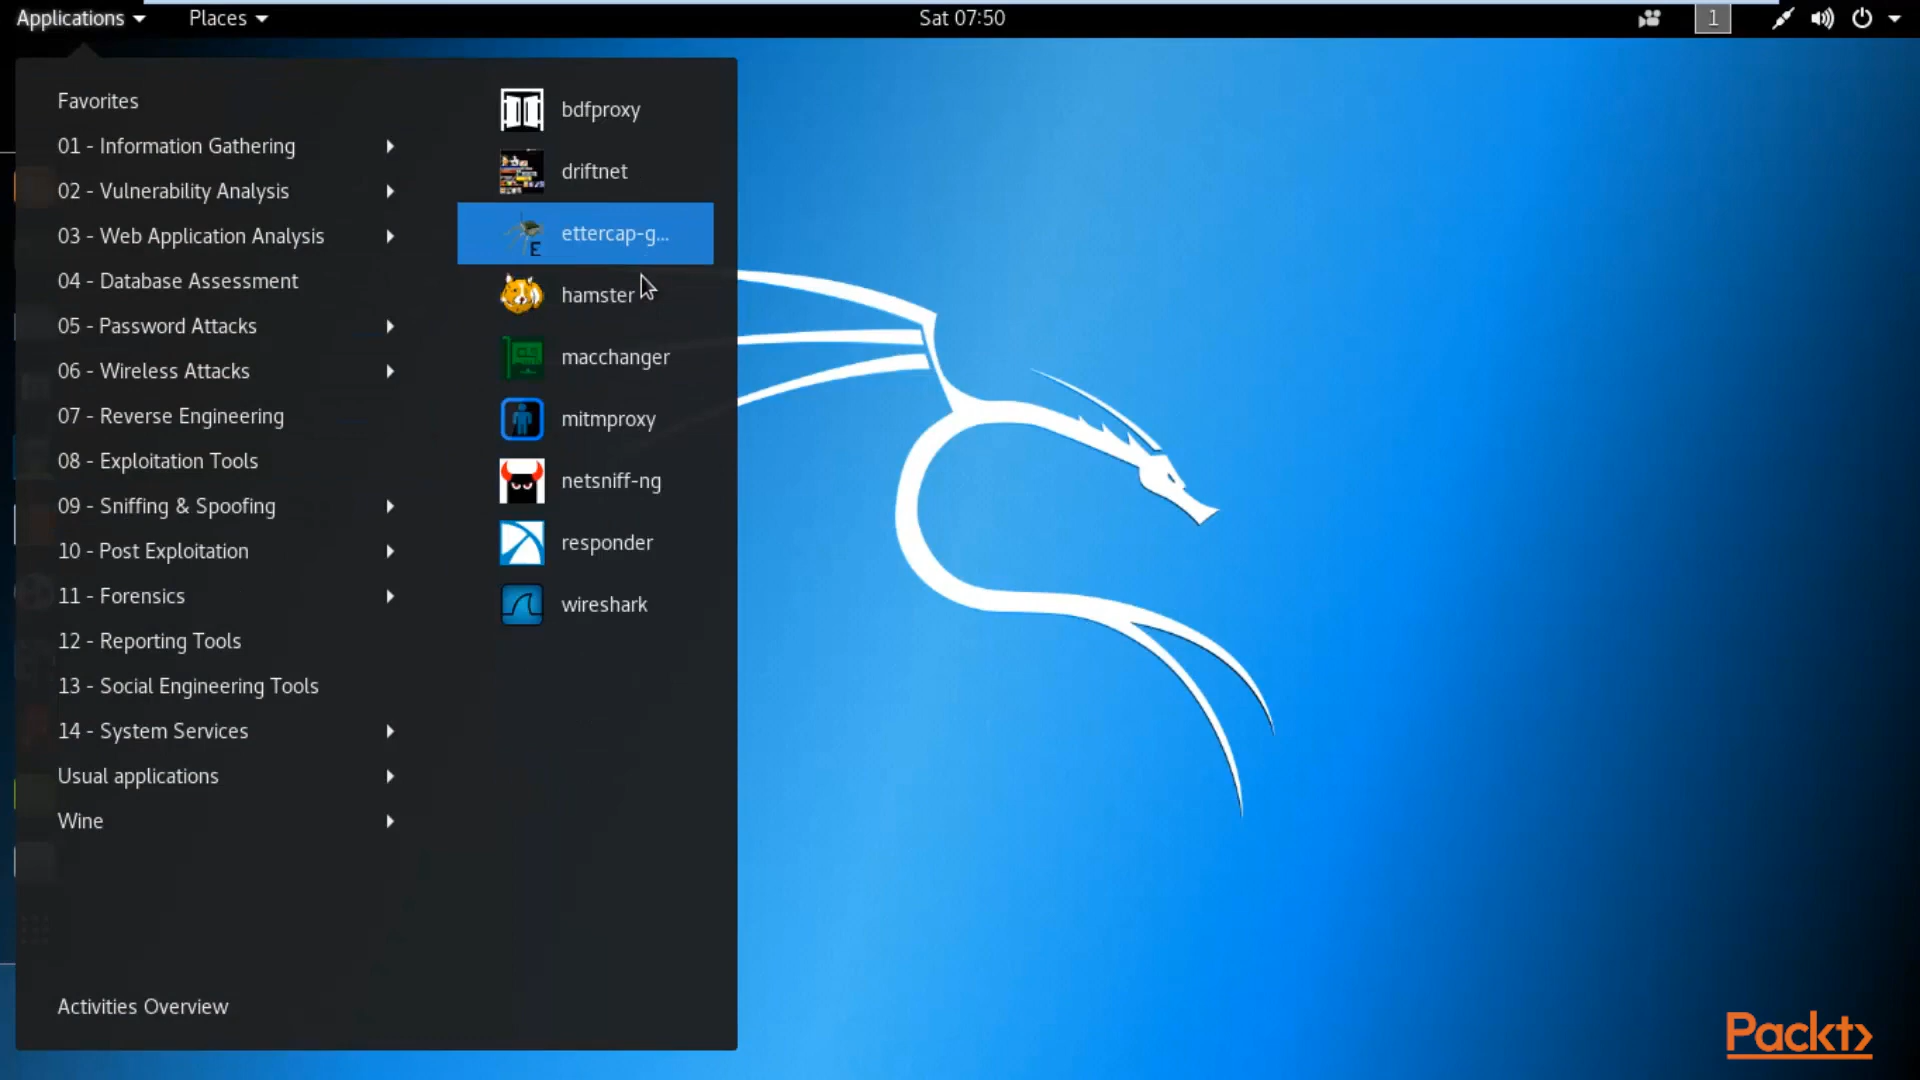 Applications Places Sat 07:50 1
Favorites
01 - Information Gathering
02 - Vulnerability Analysis
03 - Web Application Analysis
04 - Database Assessment
05 - Password Attacks
06 - Wireless Attacks
07 - Reverse Engineering
08 - Exploitation Tools
09 - Sniffing & Spoofing
10 - Post Exploitation
11 - Forensics
12 - Reporting Tools
13 - Social Engineering Tools
14 - System Services
Usual applications
Wine
Activities Overview
bdfproxy
driftnet
E
ettercap-g...
hamster
macchanger
mitmproxy
netsniff-ng
responder
wireshark
Packt>